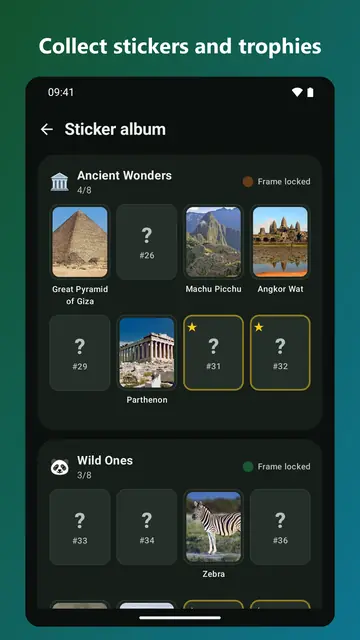 Collect stickers and trophies
09:41
Sticker album
Ancient Wonders
4/8
Frame locked
?
#26
Great Pyramid
of Giza
Machu Picchu
Angkor Wat
?
#29
?
#31
?
#32
Parthenon
Wild Ones
3/8
Frame locked
?
#33
?
#34
?
#36
Zebra